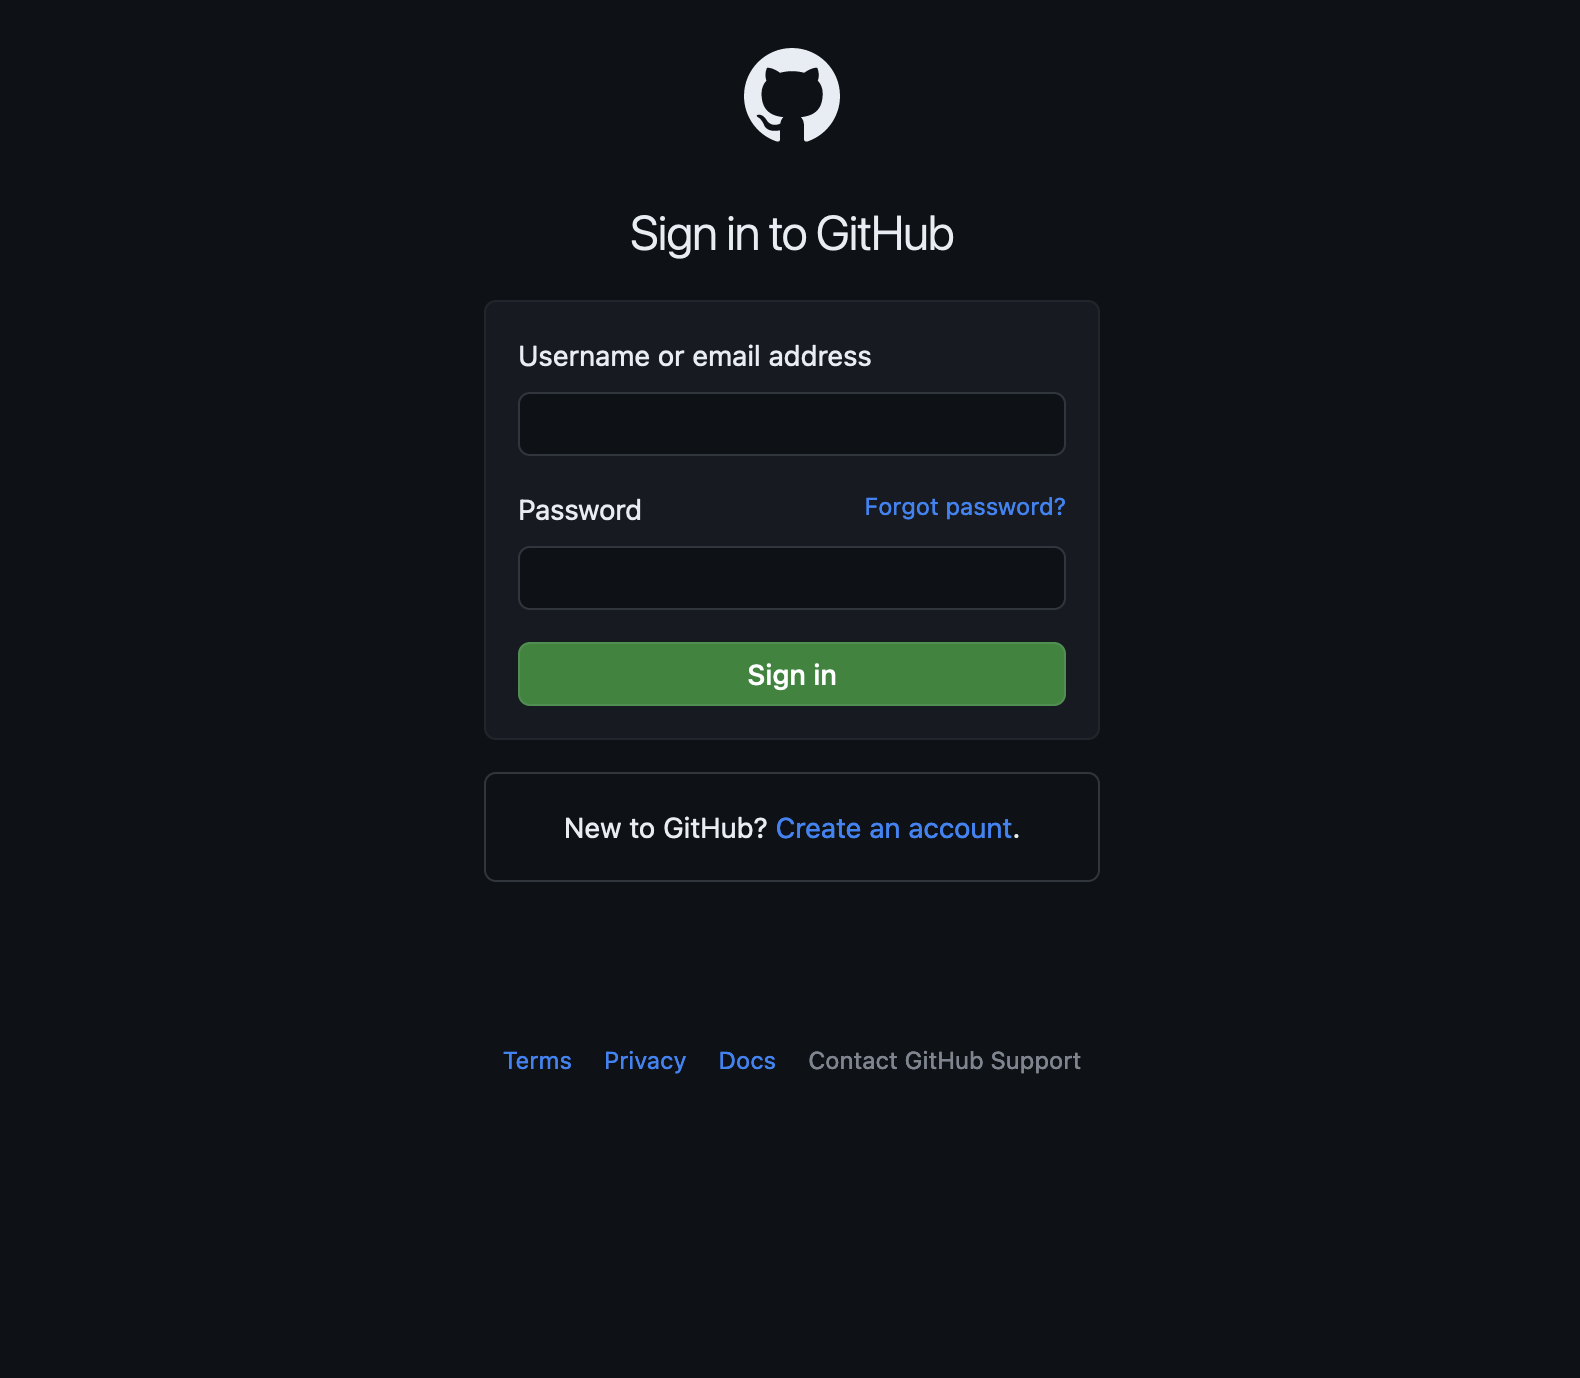 Sign in to GitHub
Username or email address
Password
Forgot password?
Sign in
New to GitHub? Create an account.
Terms Privacy Docs Contact GitHub Support